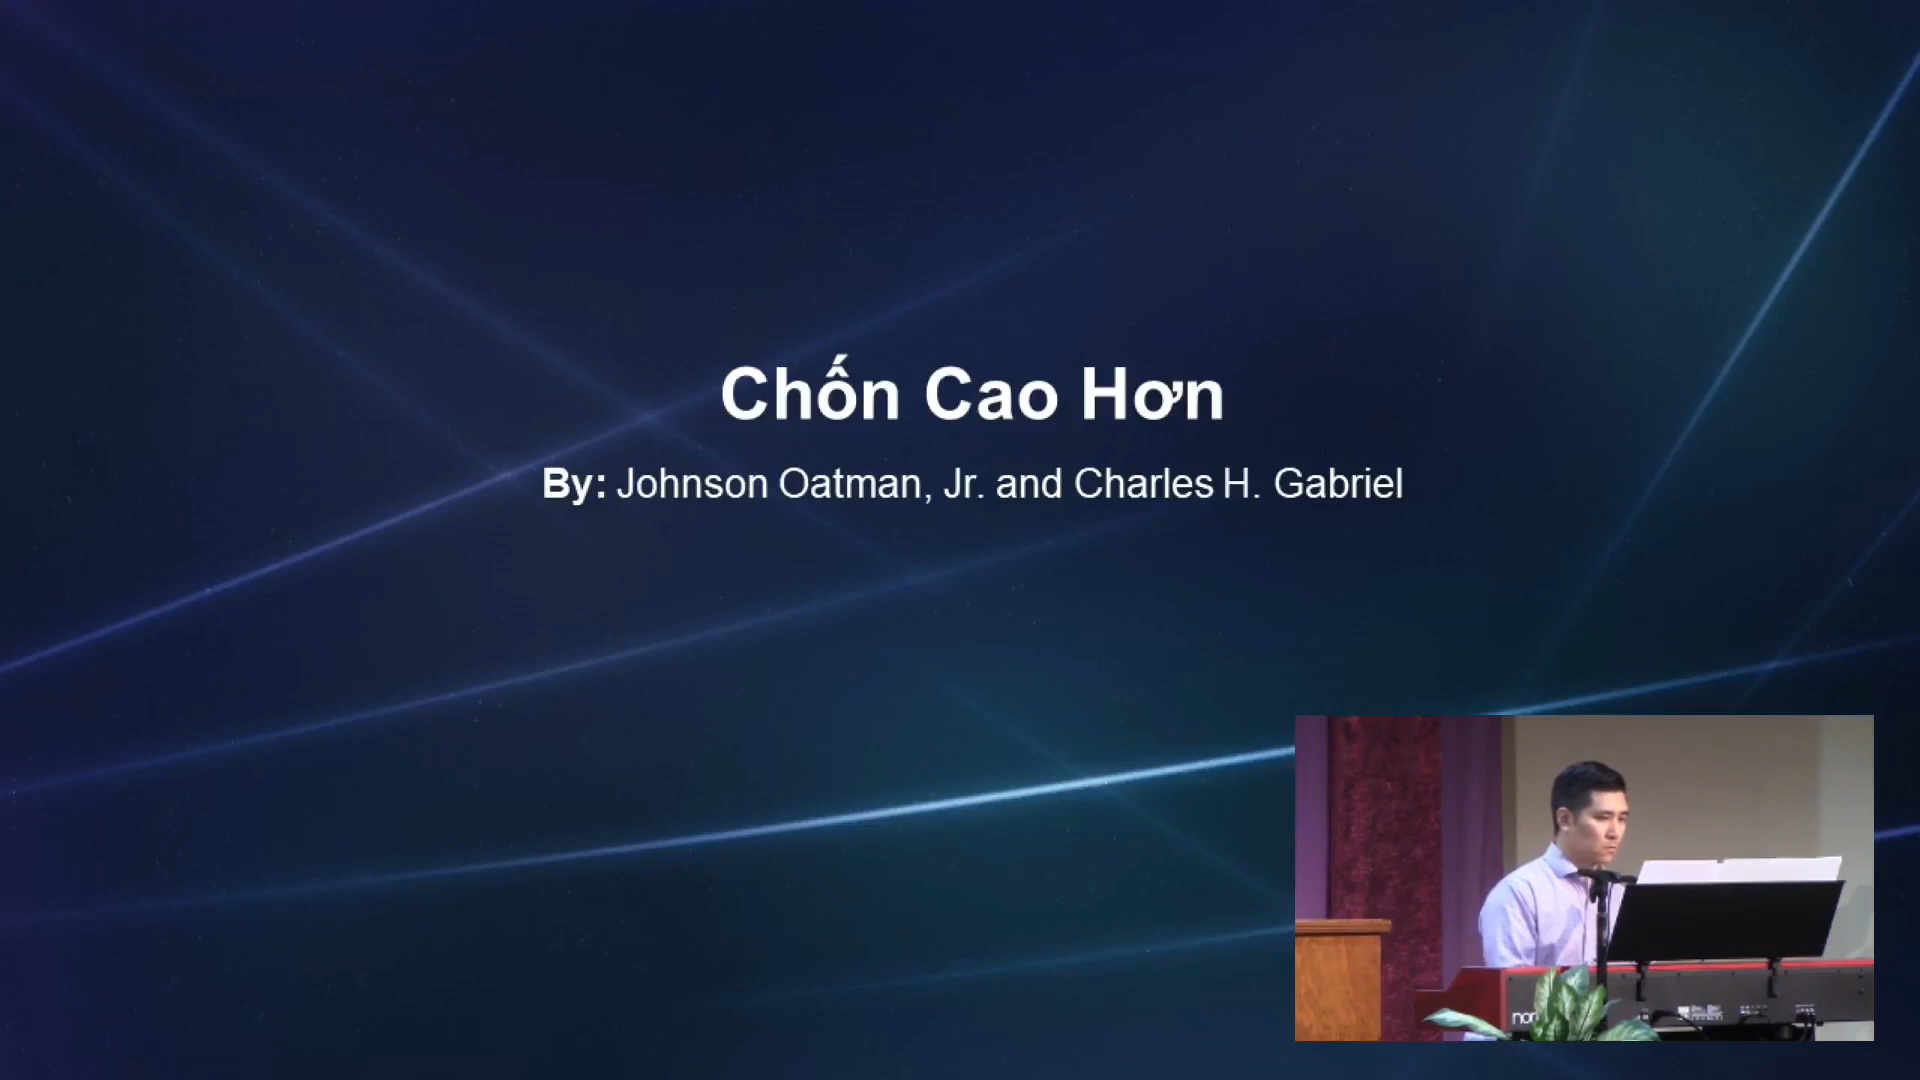 Chốn Cao Hơn
By: Johnson Oatman, Jr. and Charles H. Gabriel